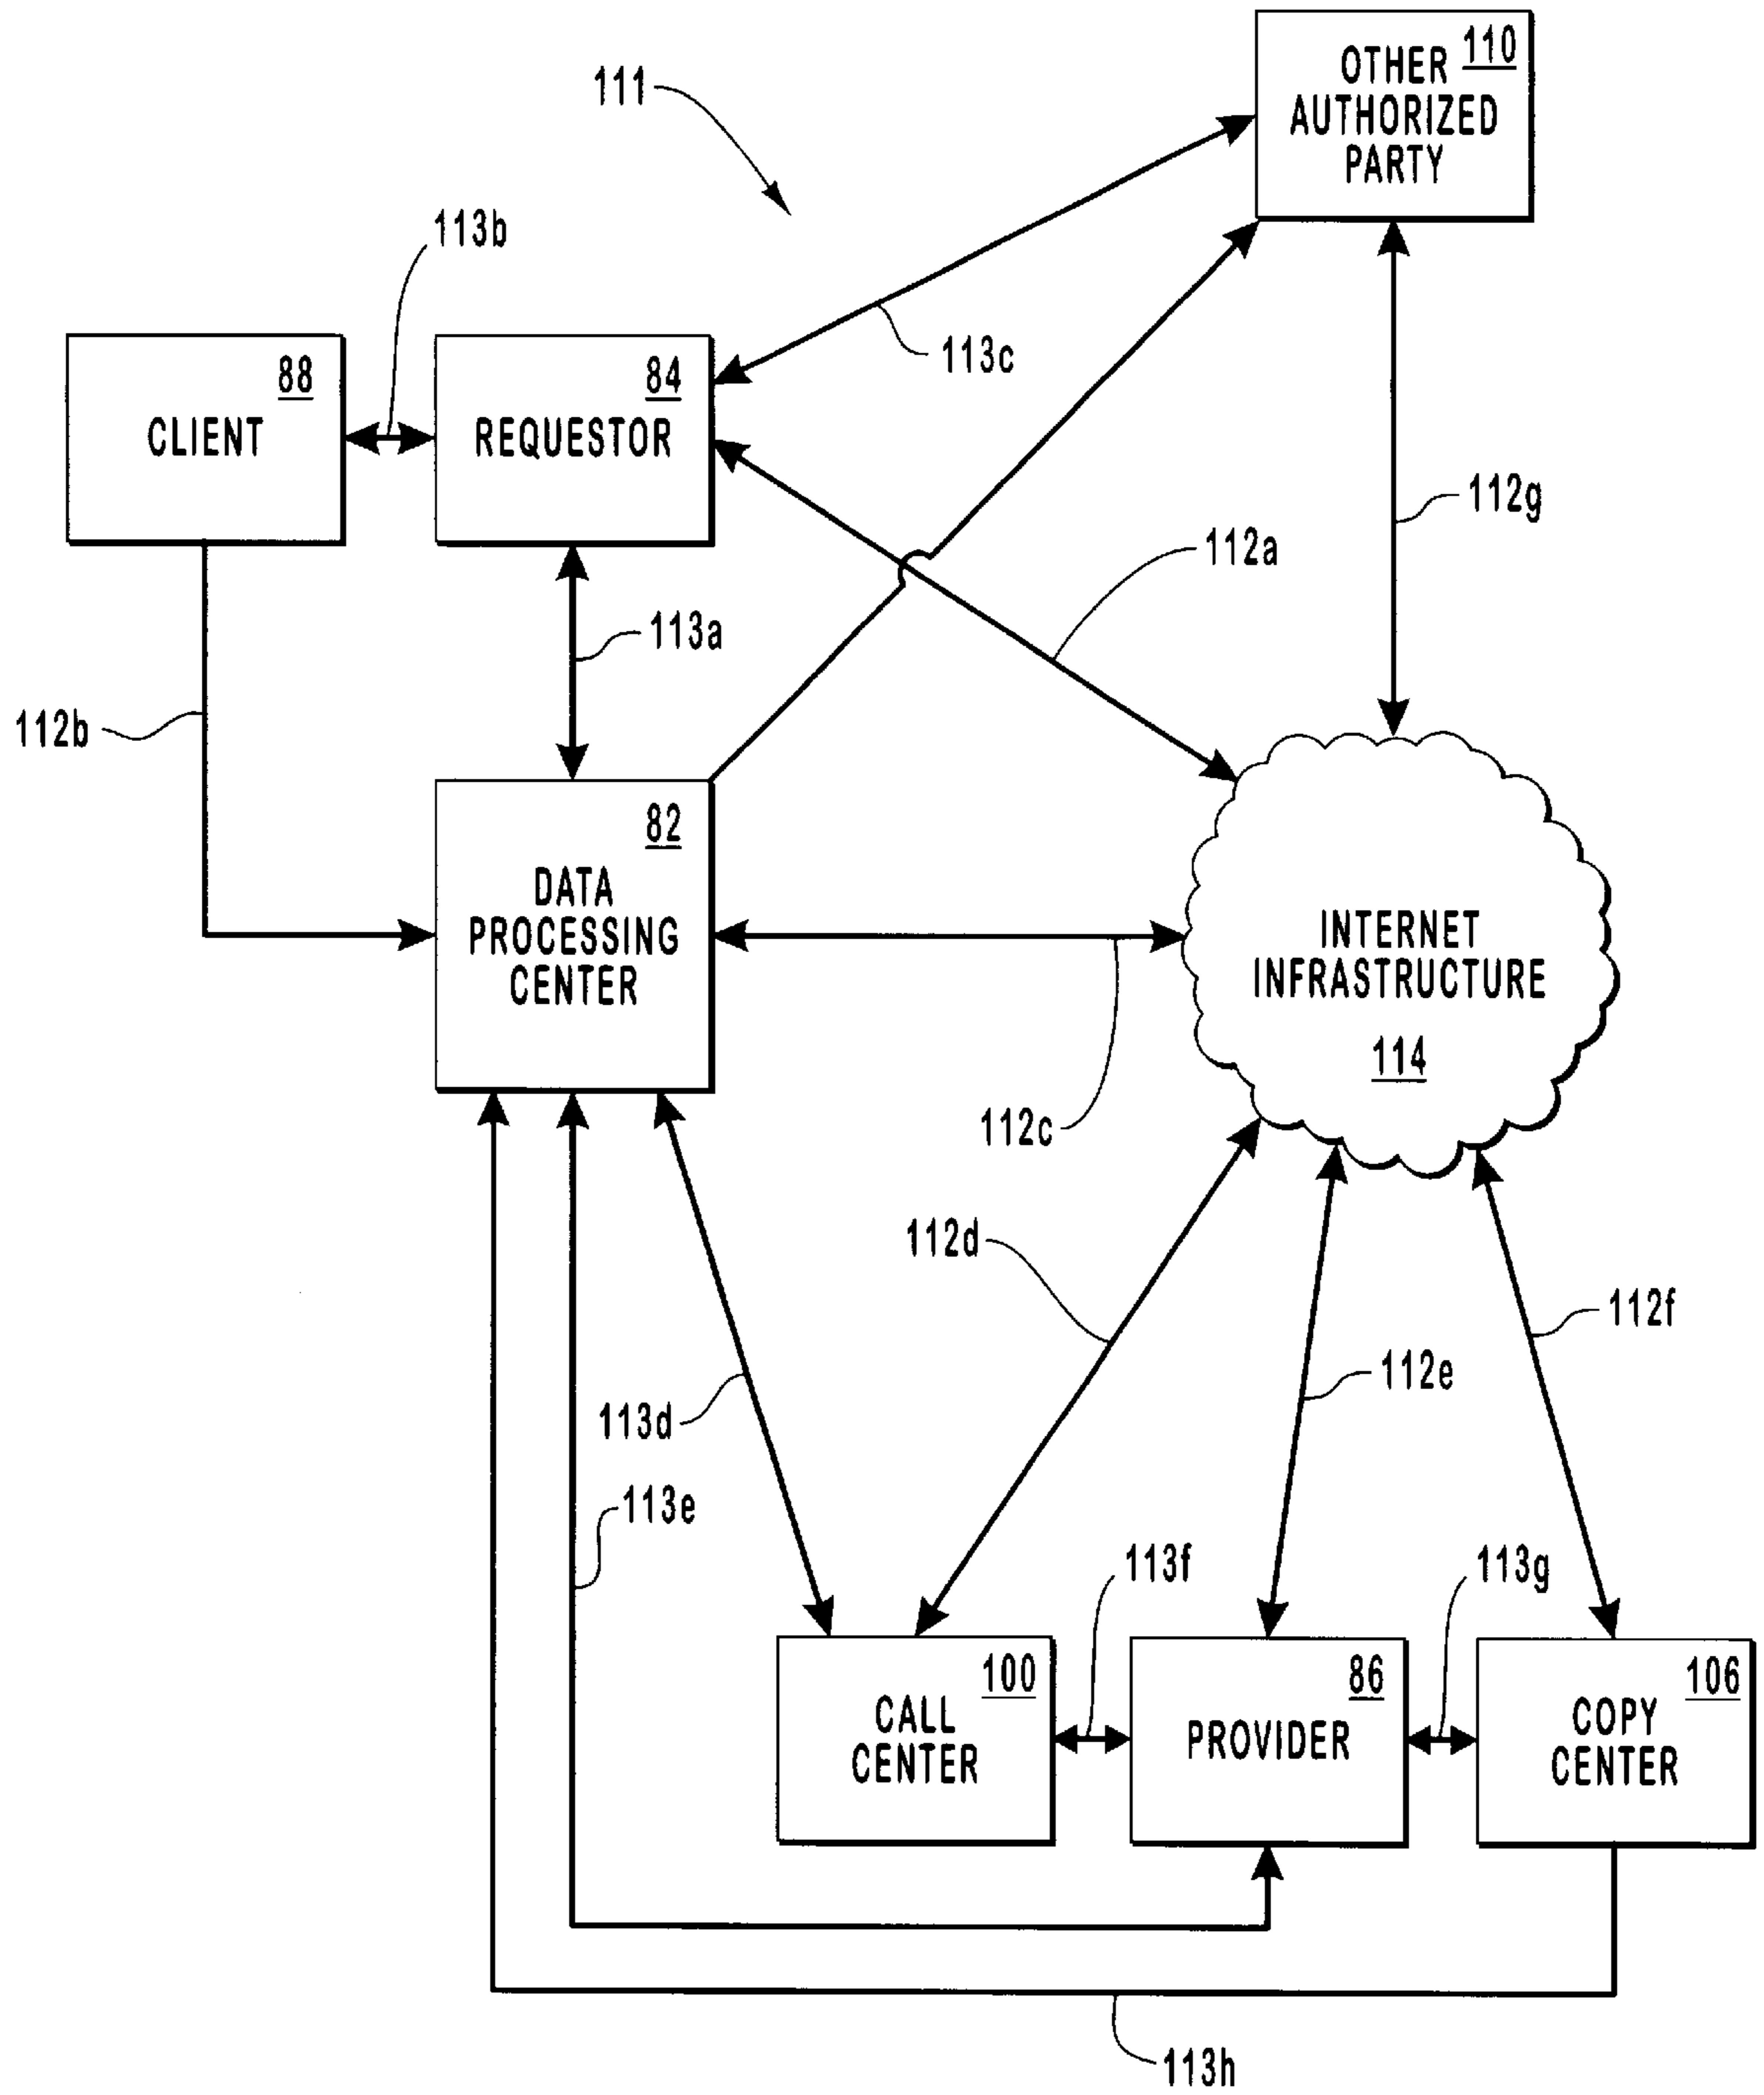 110
OTHER
AUTHORIZED
PARTY
111
113b
113c
88
CLIENT
84
REQUESTOR
112g
112a
113a
112b
82
DATA
PROCESSING
CENTER
INTERNET
INFRASTRUCTURE
114
112c
112d
112f
112e
113d
113e
113f
113g
100
CALL
CENTER
86
PROVIDER
106
COPY
CENTER
113h